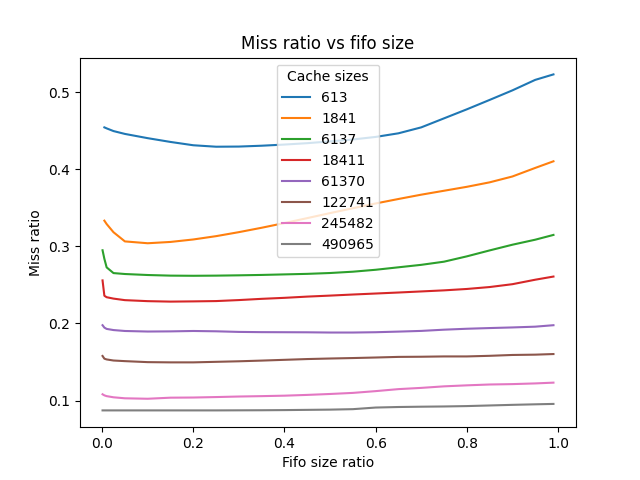 Miss ratio vs fifo size
Cache sizes
613
1841
6137
18411
61370
122741
245482
490965
Miss ratio
0.5
0.4
0.3
0.2
0.1
0.0 0.2 0.4 0.6 0.8 1.0
Fifo size ratio